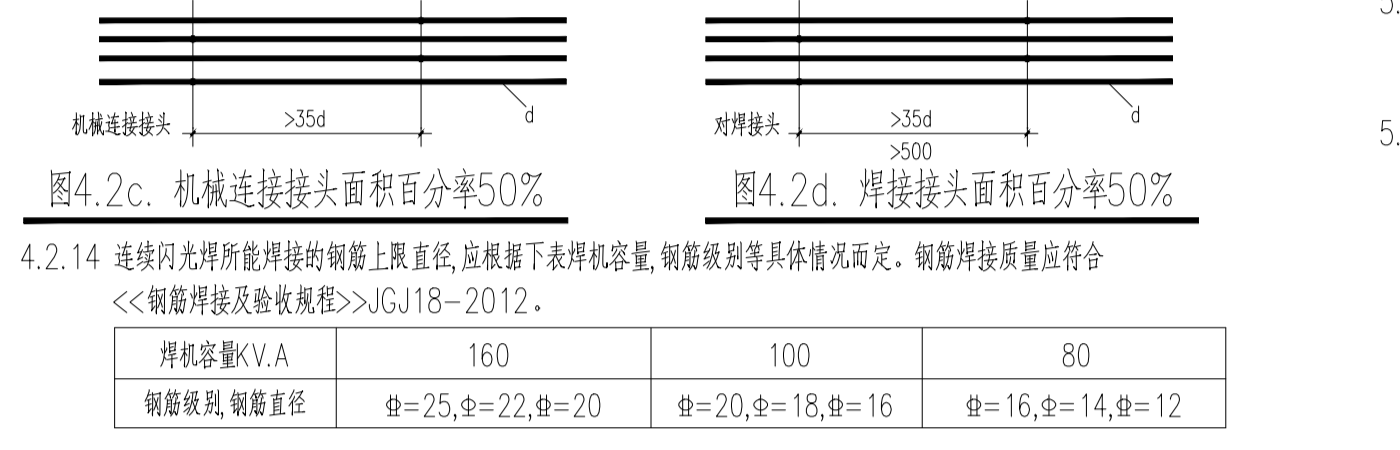 机械连接接头 >35d d
对焊接头 >35d d
>500
图4.2c. 机械连接接头面积百分率50%
图4.2d. 焊接接头面积百分率50%
4.2.14 连续闪光焊所能焊接的钢筋上限直径,应根据下表焊机容量,钢筋级别等具体情况而定。钢筋焊接质量应符合
<<钢筋焊接及验收规程>>JGJ18-2012。
焊机容量KV.A 160 100 80
钢筋级别,钢筋直径 ⌽=25,⌽=22,⌽=20 ⌽=20,⌽=18,⌽=16 ⌽=16,⌽=14,⌽=12
5.